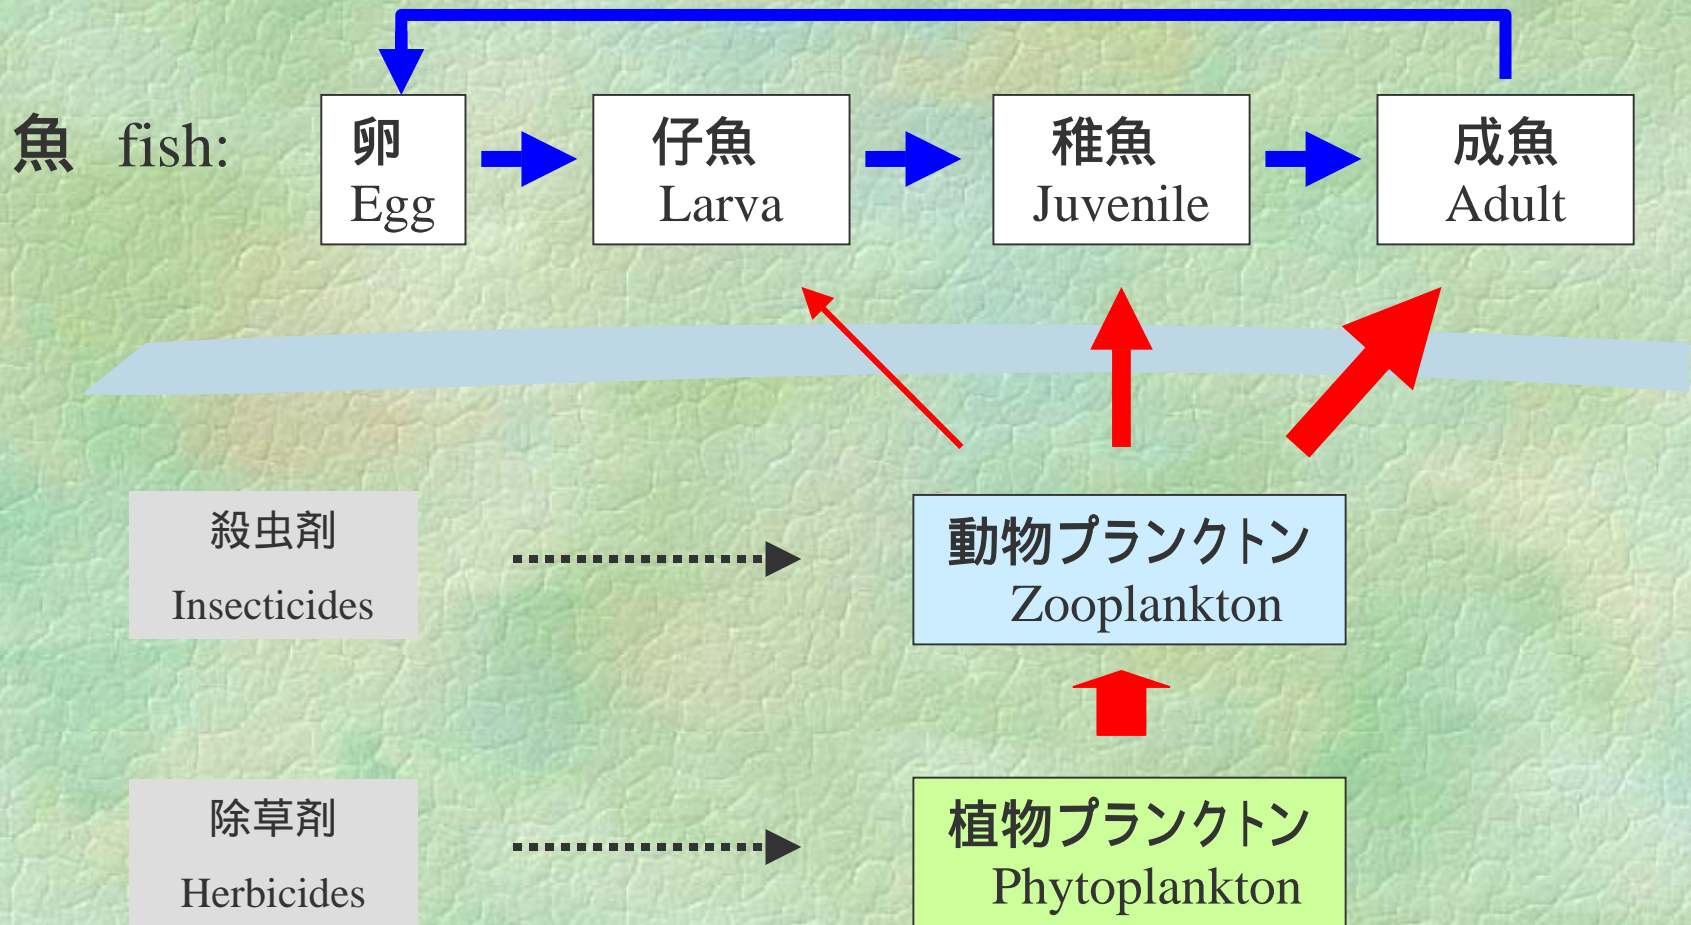 魚 fish:
卵
Egg
仔魚
Larva
稚魚
Juvenile
成魚
Adult
殺虫剤
Insecticides
動物プランクトン
Zooplankton
除草剤
Herbicides
植物プランクトン
Phytoplankton